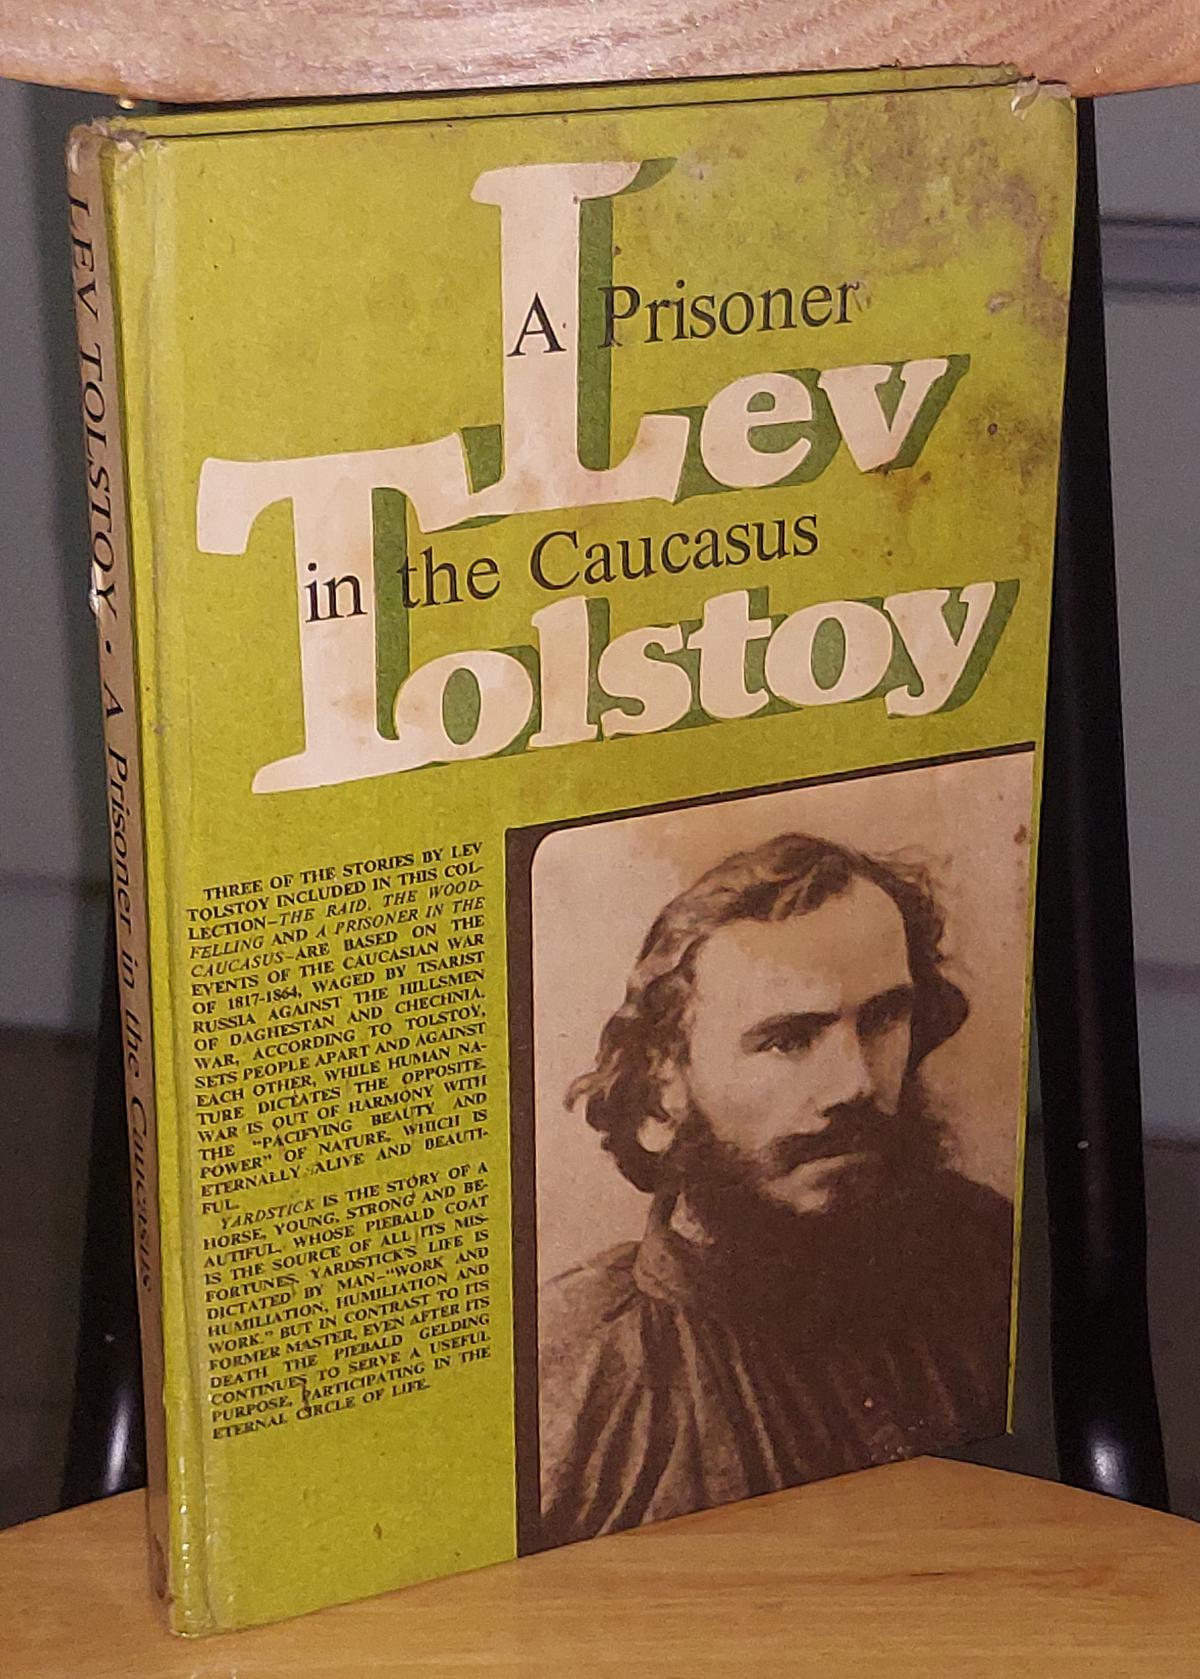 LEV TOLSTOY · A Prisoner in the Caucasus
A Prisoner
Lev
in the Caucasus
Tolstoy
THREE OF THE STORIES BY LEV
TOLSTOY INCLUDED IN THIS COL-
LECTION–THE RAID, THE WOOD-
FELLING AND A PRISONER IN THE
CAUCASUS–ARE BASED ON THE
EVENTS OF THE CAUCASIAN WAR
OF 1817-1864, WAGED BY TSARIST
RUSSIA AGAINST THE HILLSMEN
OF DAGHESTAN AND CHECHNIA.
WAR, ACCORDING TO TOLSTOY,
SETS PEOPLE APART AND AGAINST
EACH OTHER, WHILE HUMAN NA-
TURE DICTATES THE OPPOSITE.
WAR IS OUT OF HARMONY WITH
THE "PACIFYING BEAUTY AND
POWER" OF NATURE, WHICH IS
ETERNALLY ALIVE AND BEAUTI-
FUL.
YARDSTICK IS THE STORY OF A
HORSE, YOUNG, STRONG AND BE-
AUTIFUL, WHOSE PIEBALD COAT
IS THE SOURCE OF ALL ITS MIS-
FORTUNES. YARDSTICK'S LIFE IS
DICTATED BY MAN–"WORK AND
HUMILIATION, HUMILIATION AND
WORK." BUT IN CONTRAST TO ITS
FORMER MASTER, EVEN AFTER ITS
DEATH THE PIEBALD GELDING
CONTINUES TO SERVE A USEFUL
PURPOSE, PARTICIPATING IN THE
ETERNAL CIRCLE OF LIFE.